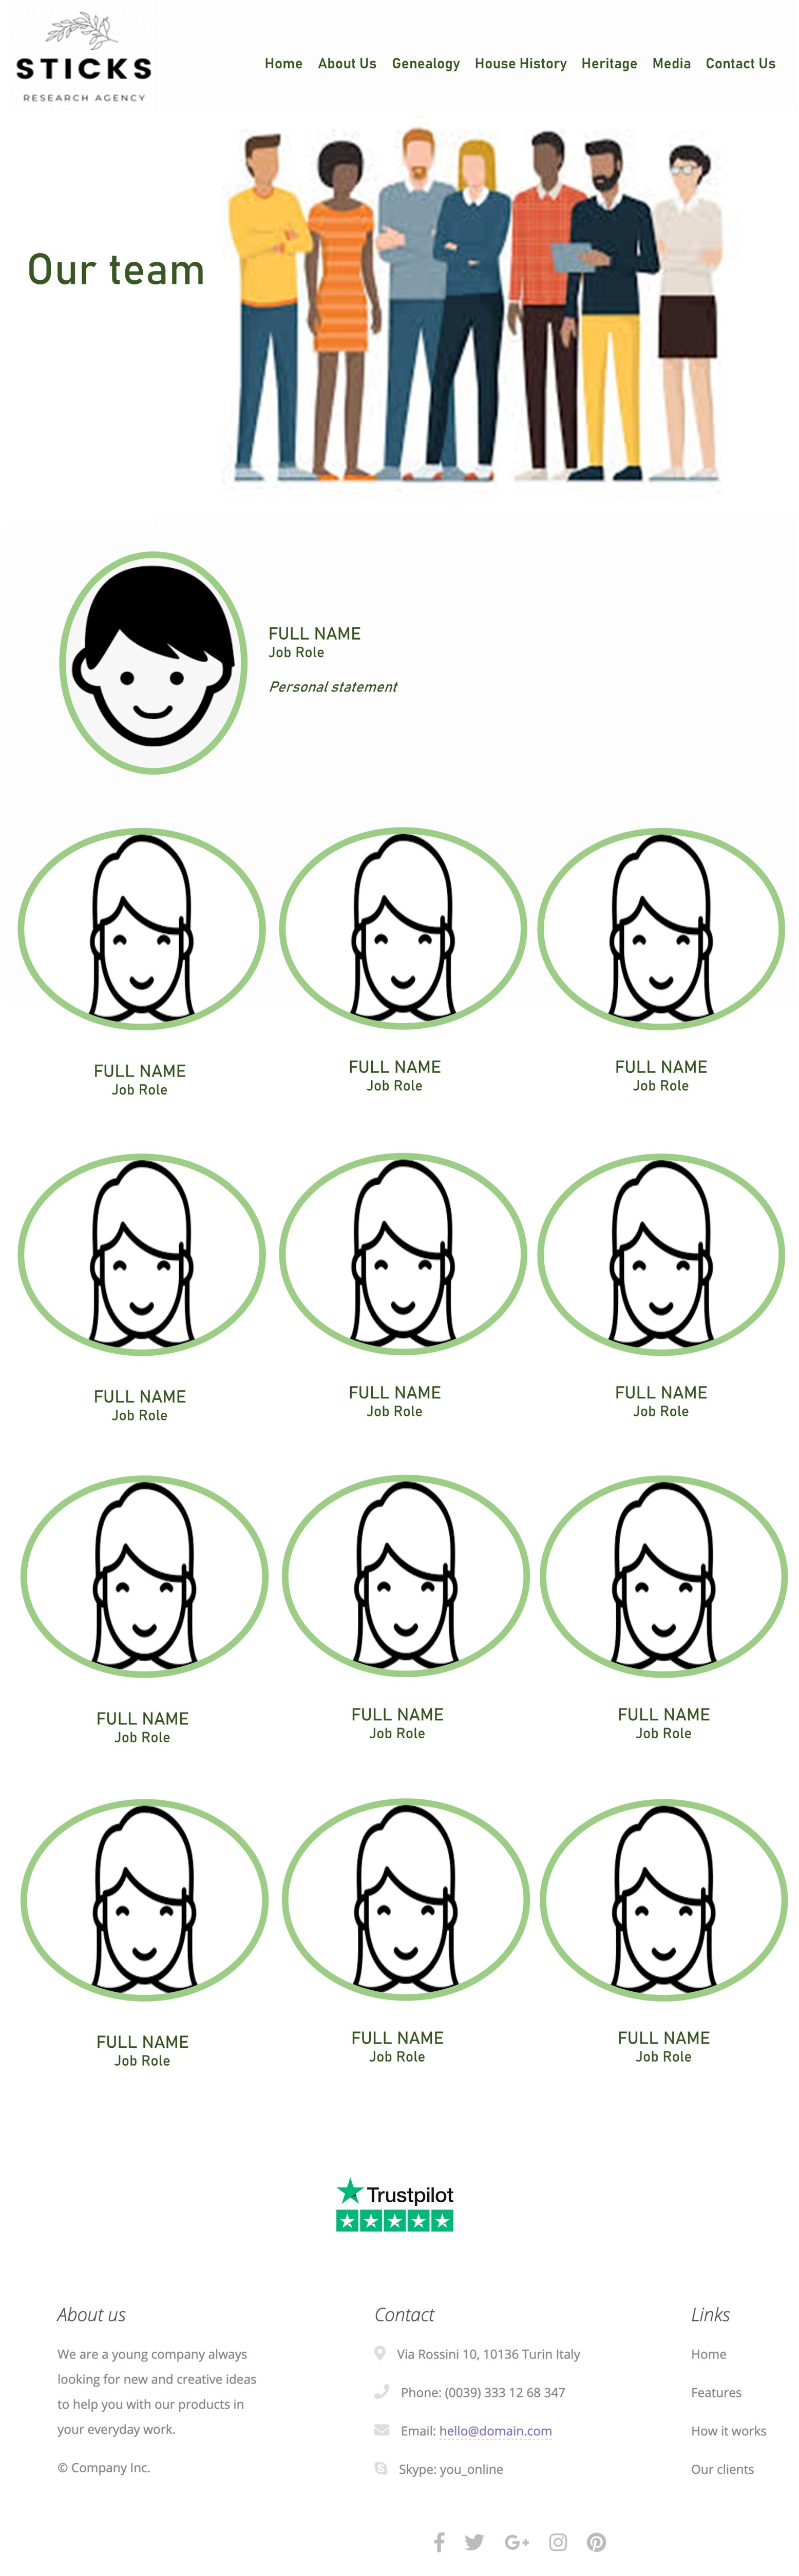 STICKS
RESEARCH AGENCY
Home About Us Genealogy House History Heritage Media Contact Us
Our team
FULL NAME
Job Role
Personal statement
FULL NAME FULL NAME FULL NAME
Job Role Job Role Job Role
FULL NAME FULL NAME FULL NAME
Job Role Job Role Job Role
FULL NAME FULL NAME FULL NAME
Job Role Job Role Job Role
FULL NAME FULL NAME FULL NAME
Job Role Job Role Job Role
Trustpilot
About us
We are a young company always
looking for new and creative ideas
to help you with our products in
your everyday work.
© Company Inc.
Contact
Via Rossini 10, 10136 Turin Italy
Phone: (0039) 333 12 68 347
Email: hello@domain.com
Skype: you_online
Links
Home
Features
How it works
Our clients